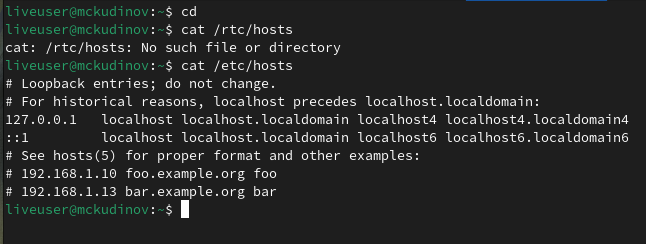 liveuser@mckudinov:~$ cd
liveuser@mckudinov:~$ cat /rtc/hosts
cat: /rtc/hosts: No such file or directory
liveuser@mckudinov:~$ cat /etc/hosts
# Loopback entries; do not change.
# For historical reasons, localhost precedes localhost.localdomain:
127.0.0.1   localhost localhost.localdomain localhost4 localhost4.localdomain4
::1         localhost localhost.localdomain localhost6 localhost6.localdomain6
# See hosts(5) for proper format and other examples:
# 192.168.1.10 foo.example.org foo
# 192.168.1.13 bar.example.org bar
liveuser@mckudinov:~$